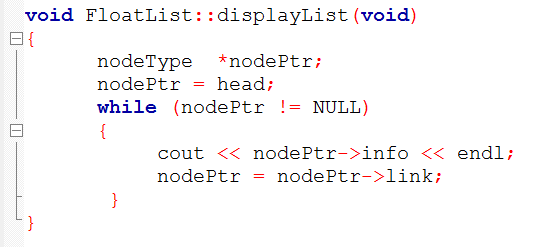 void FloatList::displayList(void)
{
nodeType  *nodePtr;
nodePtr = head;
while (nodePtr != NULL)
{
cout << nodePtr->info << endl;
nodePtr = nodePtr->link;
}
}